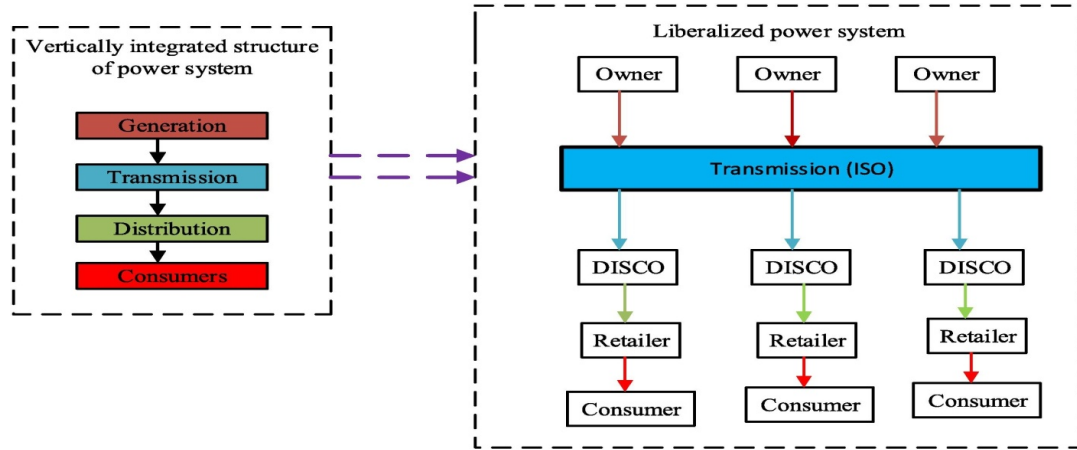 Vertically integrated structure
of power system
Generation
Transmission
Distribution
Consumers
Liberalized power system
Owner
Owner
Owner
Transmission (ISO)
DISCO
DISCO
DISCO
Retailer
Retailer
Retailer
Consumer
Consumer
Consumer